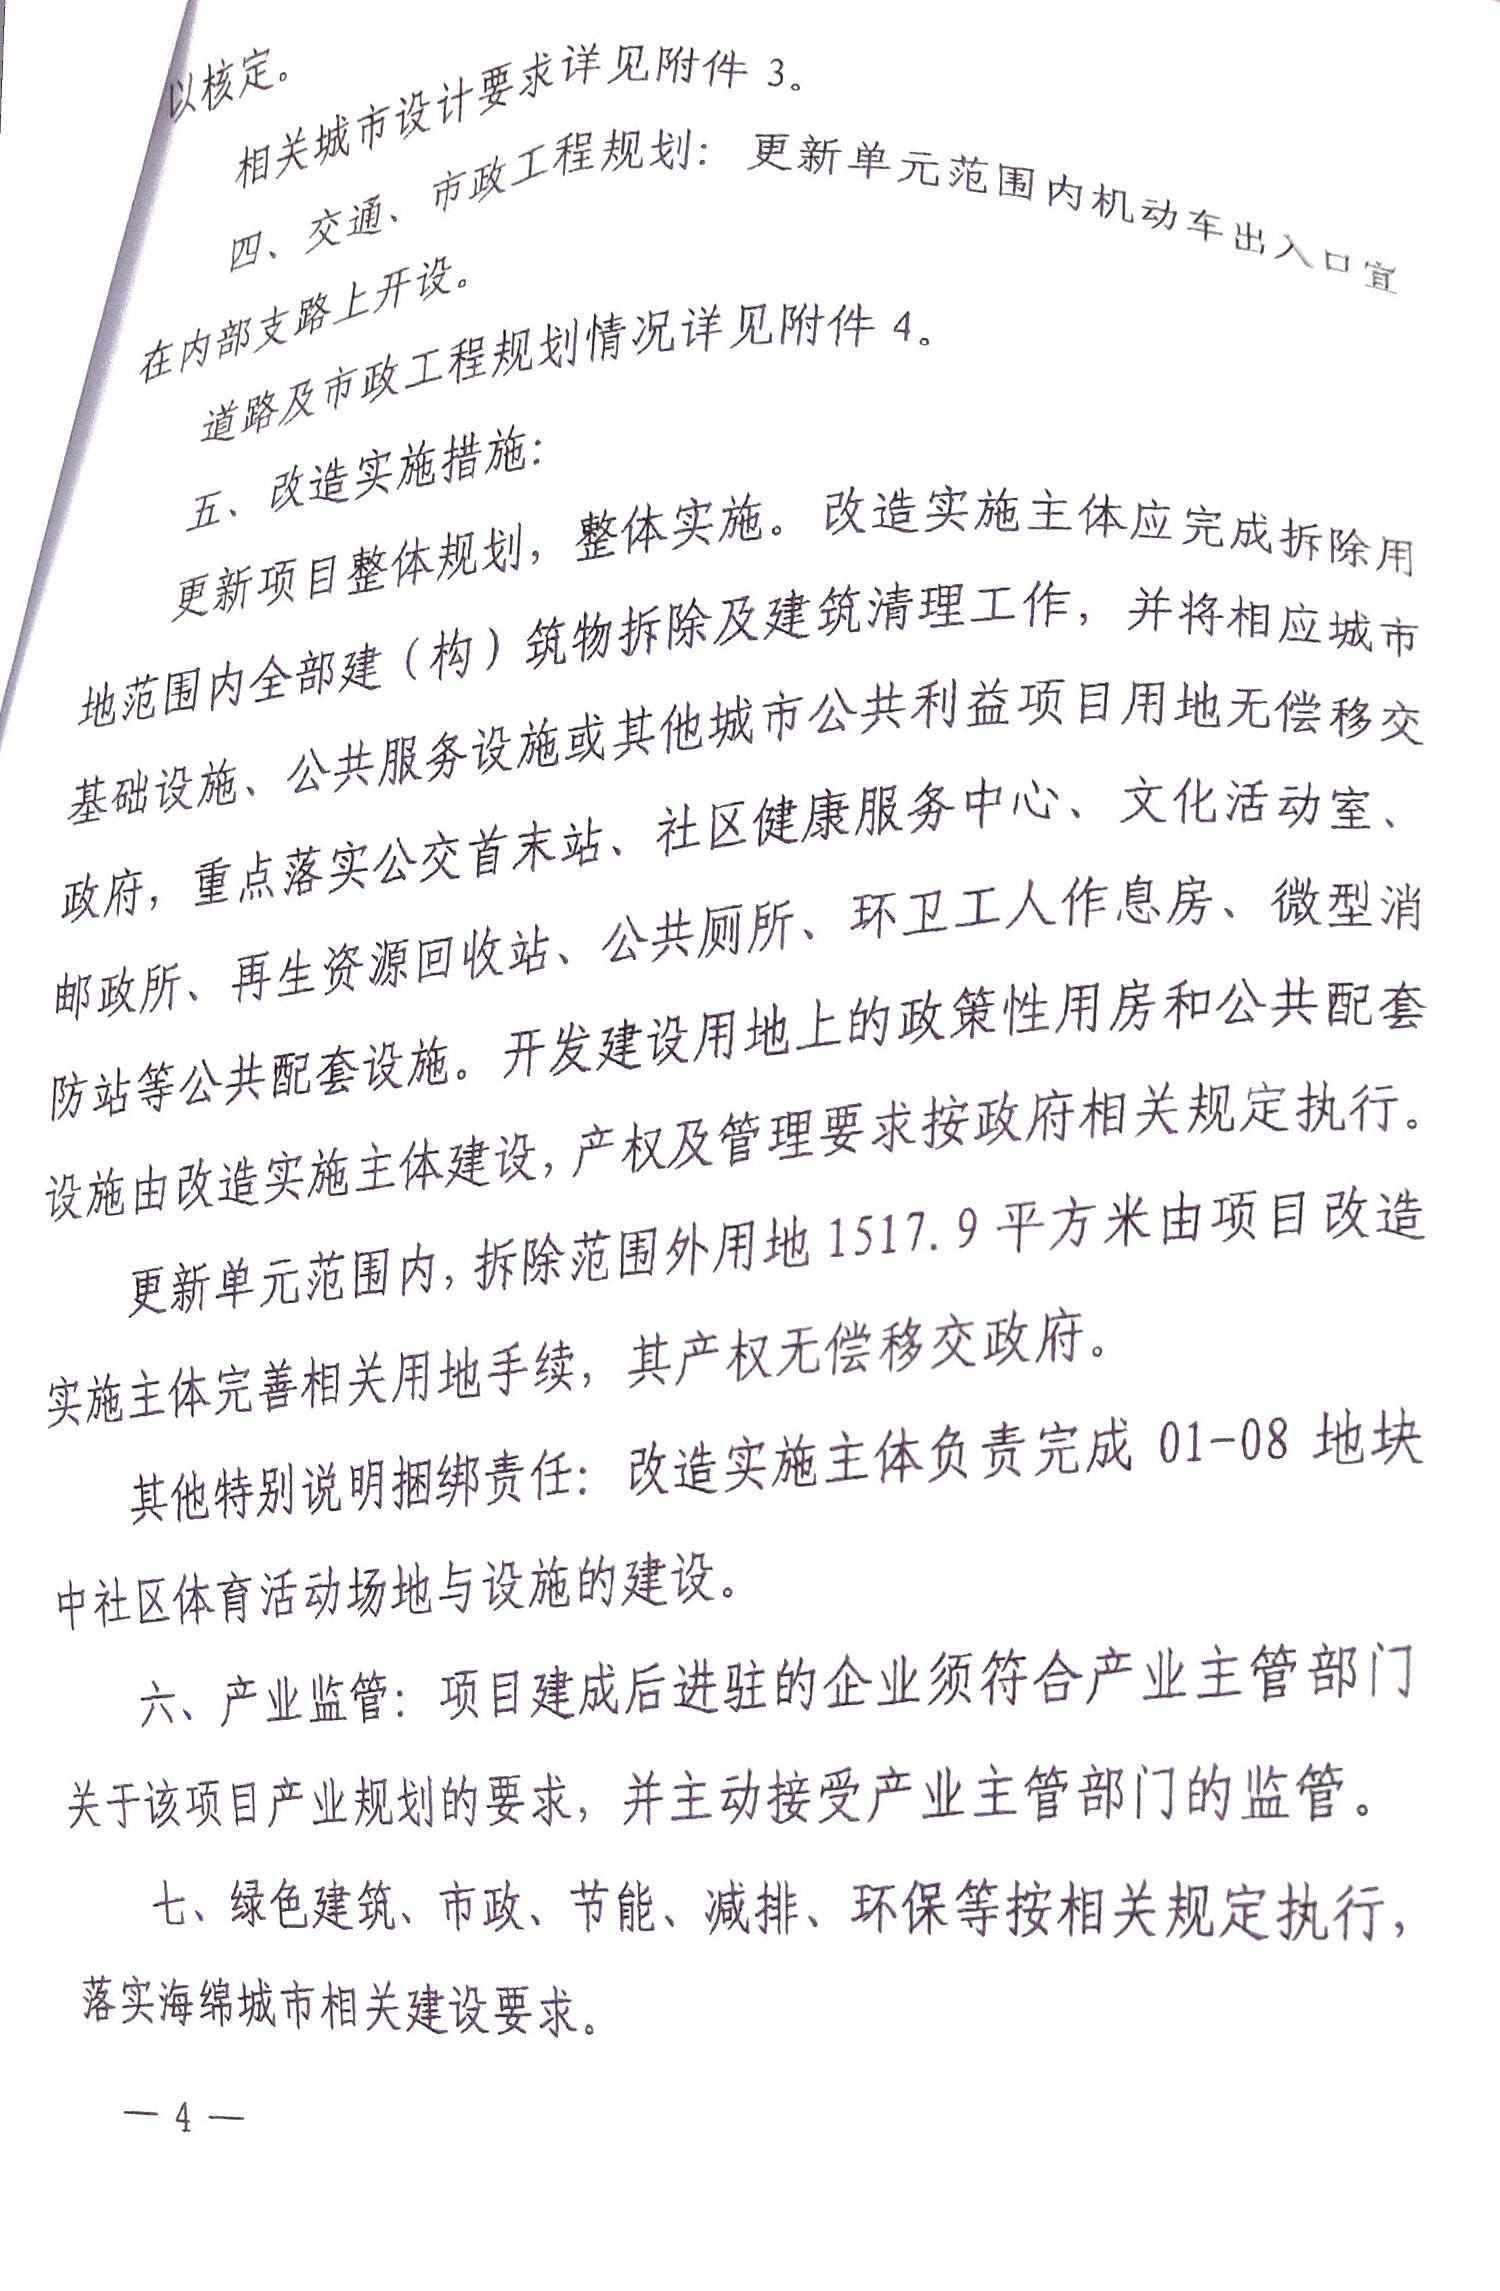 以核定。
相关城市设计要求详见附件 3。
四、交通、市政工程规划：更新单元范围内机动车出入口宜
在内部支路上开设。
道路及市政工程规划情况详见附件 4。
五、改造实施措施：
更新项目整体规划，整体实施。改造实施主体应完成拆除用
地范围内全部建（构）筑物拆除及建筑清理工作，并将相应城市
基础设施、公共服务设施或其他城市公共利益项目用地无偿移交
政府，重点落实公交首末站、社区健康服务中心、文化活动室、
邮政所、再生资源回收站、公共厕所、环卫工人作息房、微型消
防站等公共配套设施。开发建设用地上的政策性用房和公共配套
设施由改造实施主体建设，产权及管理要求按政府相关规定执行。
更新单元范围内，拆除范围外用地 1517.9 平方米由项目改造
实施主体完善相关用地手续，其产权无偿移交政府。
其他特别说明捆绑责任：改造实施主体负责完成 01-08 地块
中社区体育活动场地与设施的建设。
六、产业监管：项目建成后进驻的企业须符合产业主管部门
关于该项目产业规划的要求，并主动接受产业主管部门的监管。
七、绿色建筑、市政、节能、减排、环保等按相关规定执行，
落实海绵城市相关建设要求。
— 4 —